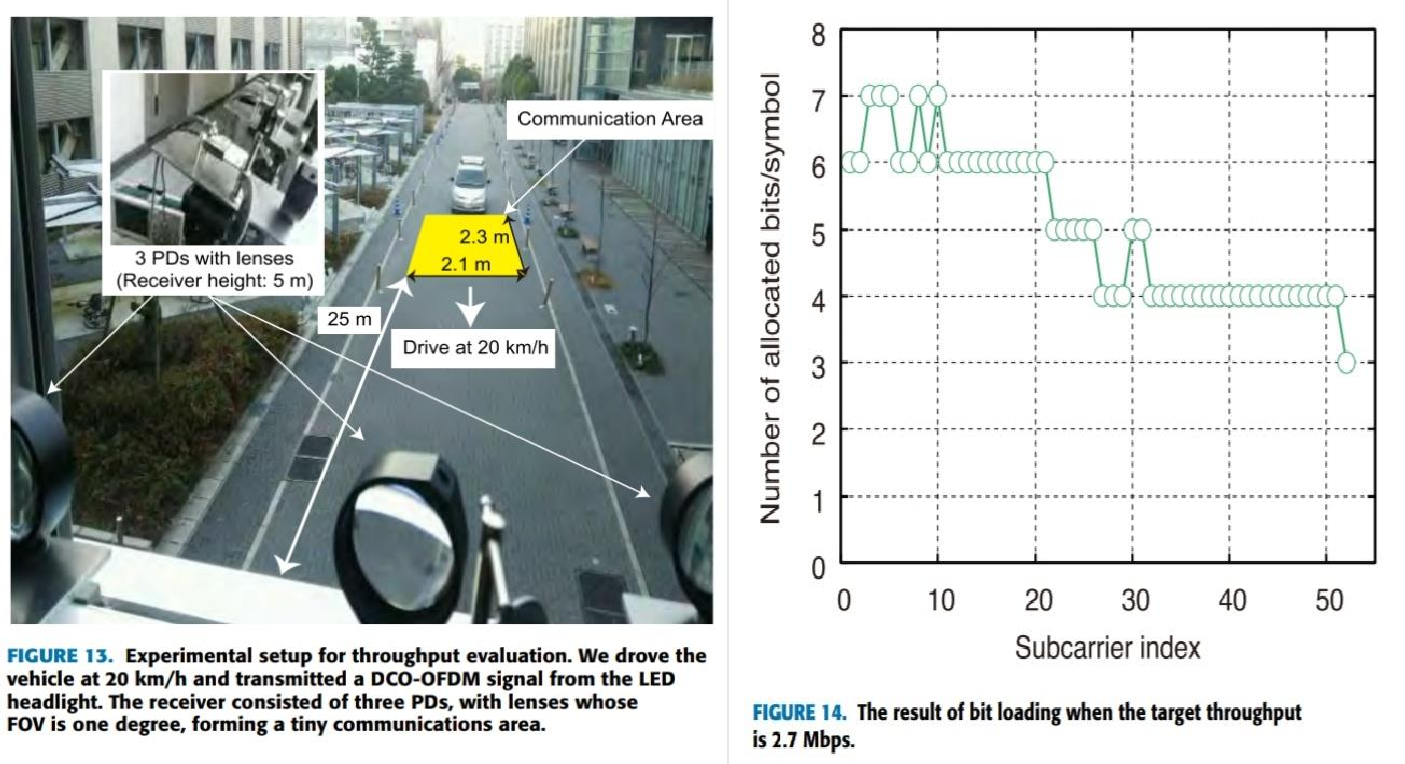 Communication Area
2.3 m
2.1 m
3 PDs with lenses
(Receiver height: 5 m)
25 m
Drive at 20 km/h
FIGURE 13. Experimental setup for throughput evaluation. We drove the
vehicle at 20 km/h and transmitted a DCO-OFDM signal from the LED
headlight. The receiver consisted of three PDs, with lenses whose
FOV is one degree, forming a tiny communications area.
Number of allocated bits/symbol
8
7
6
5
4
3
2
1
0
0 10 20 30 40 50
Subcarrier index
FIGURE 14. The result of bit loading when the target throughput
is 2.7 Mbps.